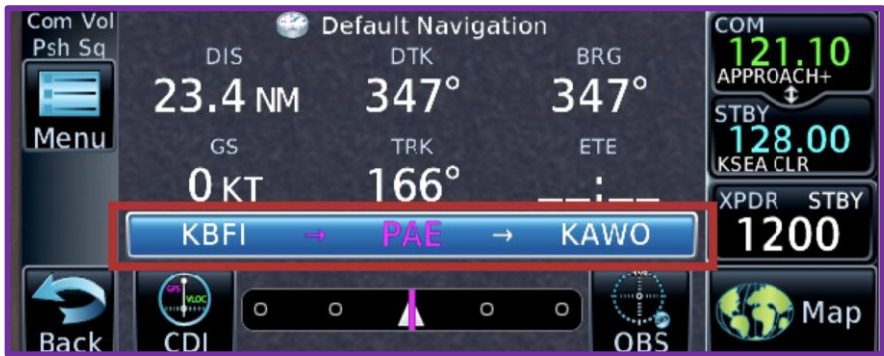 Com Vol
Psh Sq
Menu
Back
Default Navigation
DIS
DTK
BRG
23.4 NM
347°
347°
GS
TRK
ETE
0 KT
166°
__:__
KBFI → PAE → KAWO
GPS
VLOC
CDI
OBS
COM
121.10
APPROACH+
STBY
128.00
KSEA CLR
XPDR STBY
1200
Map